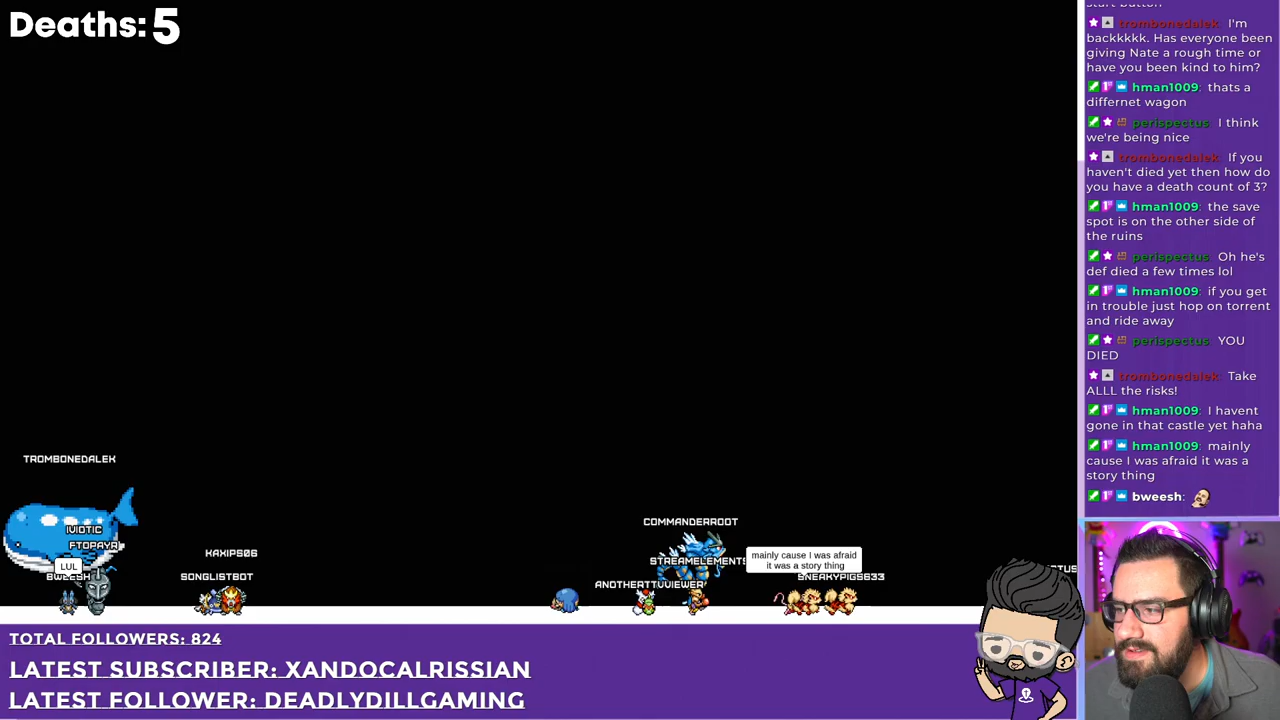 Deaths: 5
start button
trombonedalek: I'm
backkkkk. Has everyone been
giving Nate a rough time or
have you been kind to him?
hman1009: thats a
differnet wagon
perispectus: I think
we're being nice
trombonedalek: If you
haven't died yet then how do
you have a death count of 3?
hman1009: the save
spot is on the other side of
the ruins
perispectus: Oh he's
def died a few times lol
hman1009: if you get
in trouble just hop on torrent
and ride away
perispectus: YOU
DIED
trombonedalek: Take
ALLL the risks!
hman1009: I havent
gone in that castle yet haha
hman1009: mainly
cause I was afraid it was a
story thing
bweesh:
TROMBONEDALEK
IVIOTIC
FTOPAYR
LUL
BWEESH
KAXIPS06
SONGLISTBOT
COMMANDERROOT
STREAMELEMENTS
ANOTHERTTVVIEWER
mainly cause I was afraid
it was a story thing
SNEAKYPIGS633
TOTAL FOLLOWERS: 824
LATEST SUBSCRIBER: XANDOCALRISSIAN
LATEST FOLLOWER: DEADLYDILLGAMING